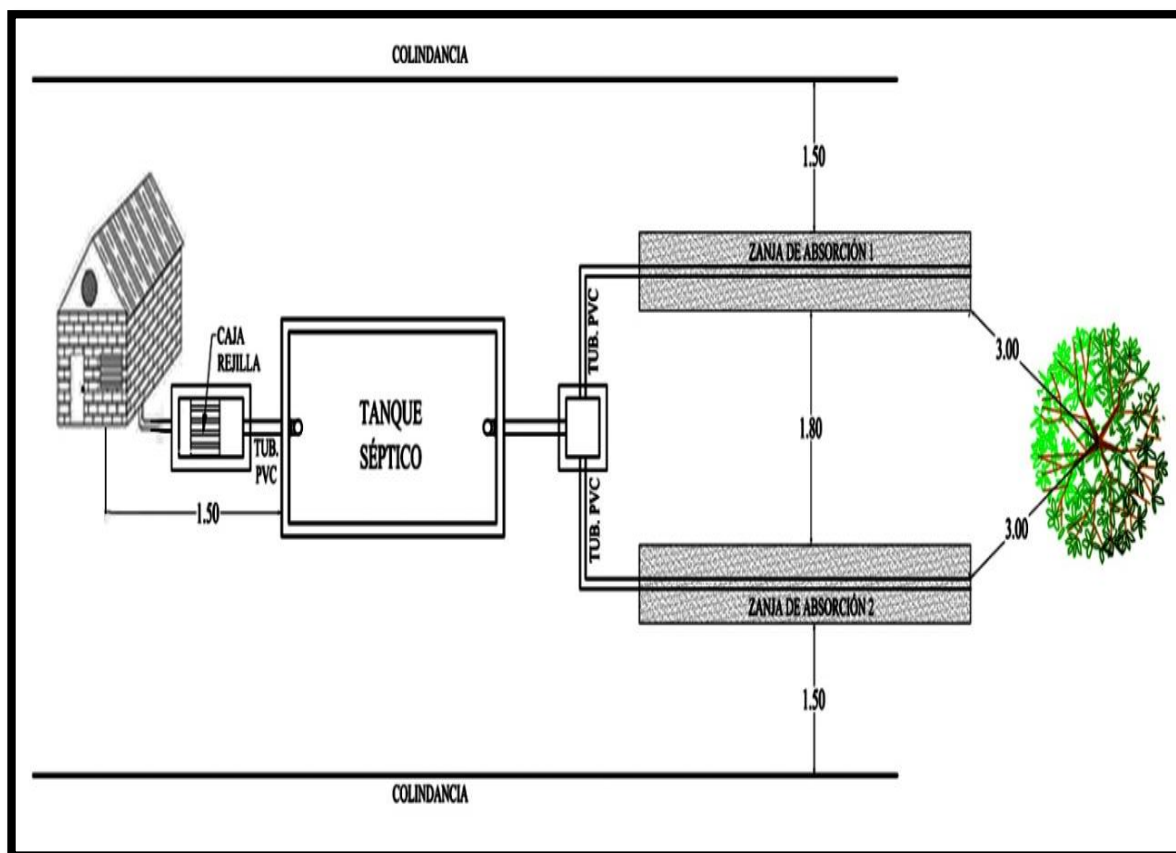 COLINDANCIA
1.50
ZANJA DE ABSORCIÓN 1
CAJA
REJILLA
TUB. PVC
3.00
TANQUE
SÉPTICO
1.80
TUB.
PVC
1.50
TUB. PVC
3.00
ZANJA DE ABSORCIÓN 2
1.50
COLINDANCIA